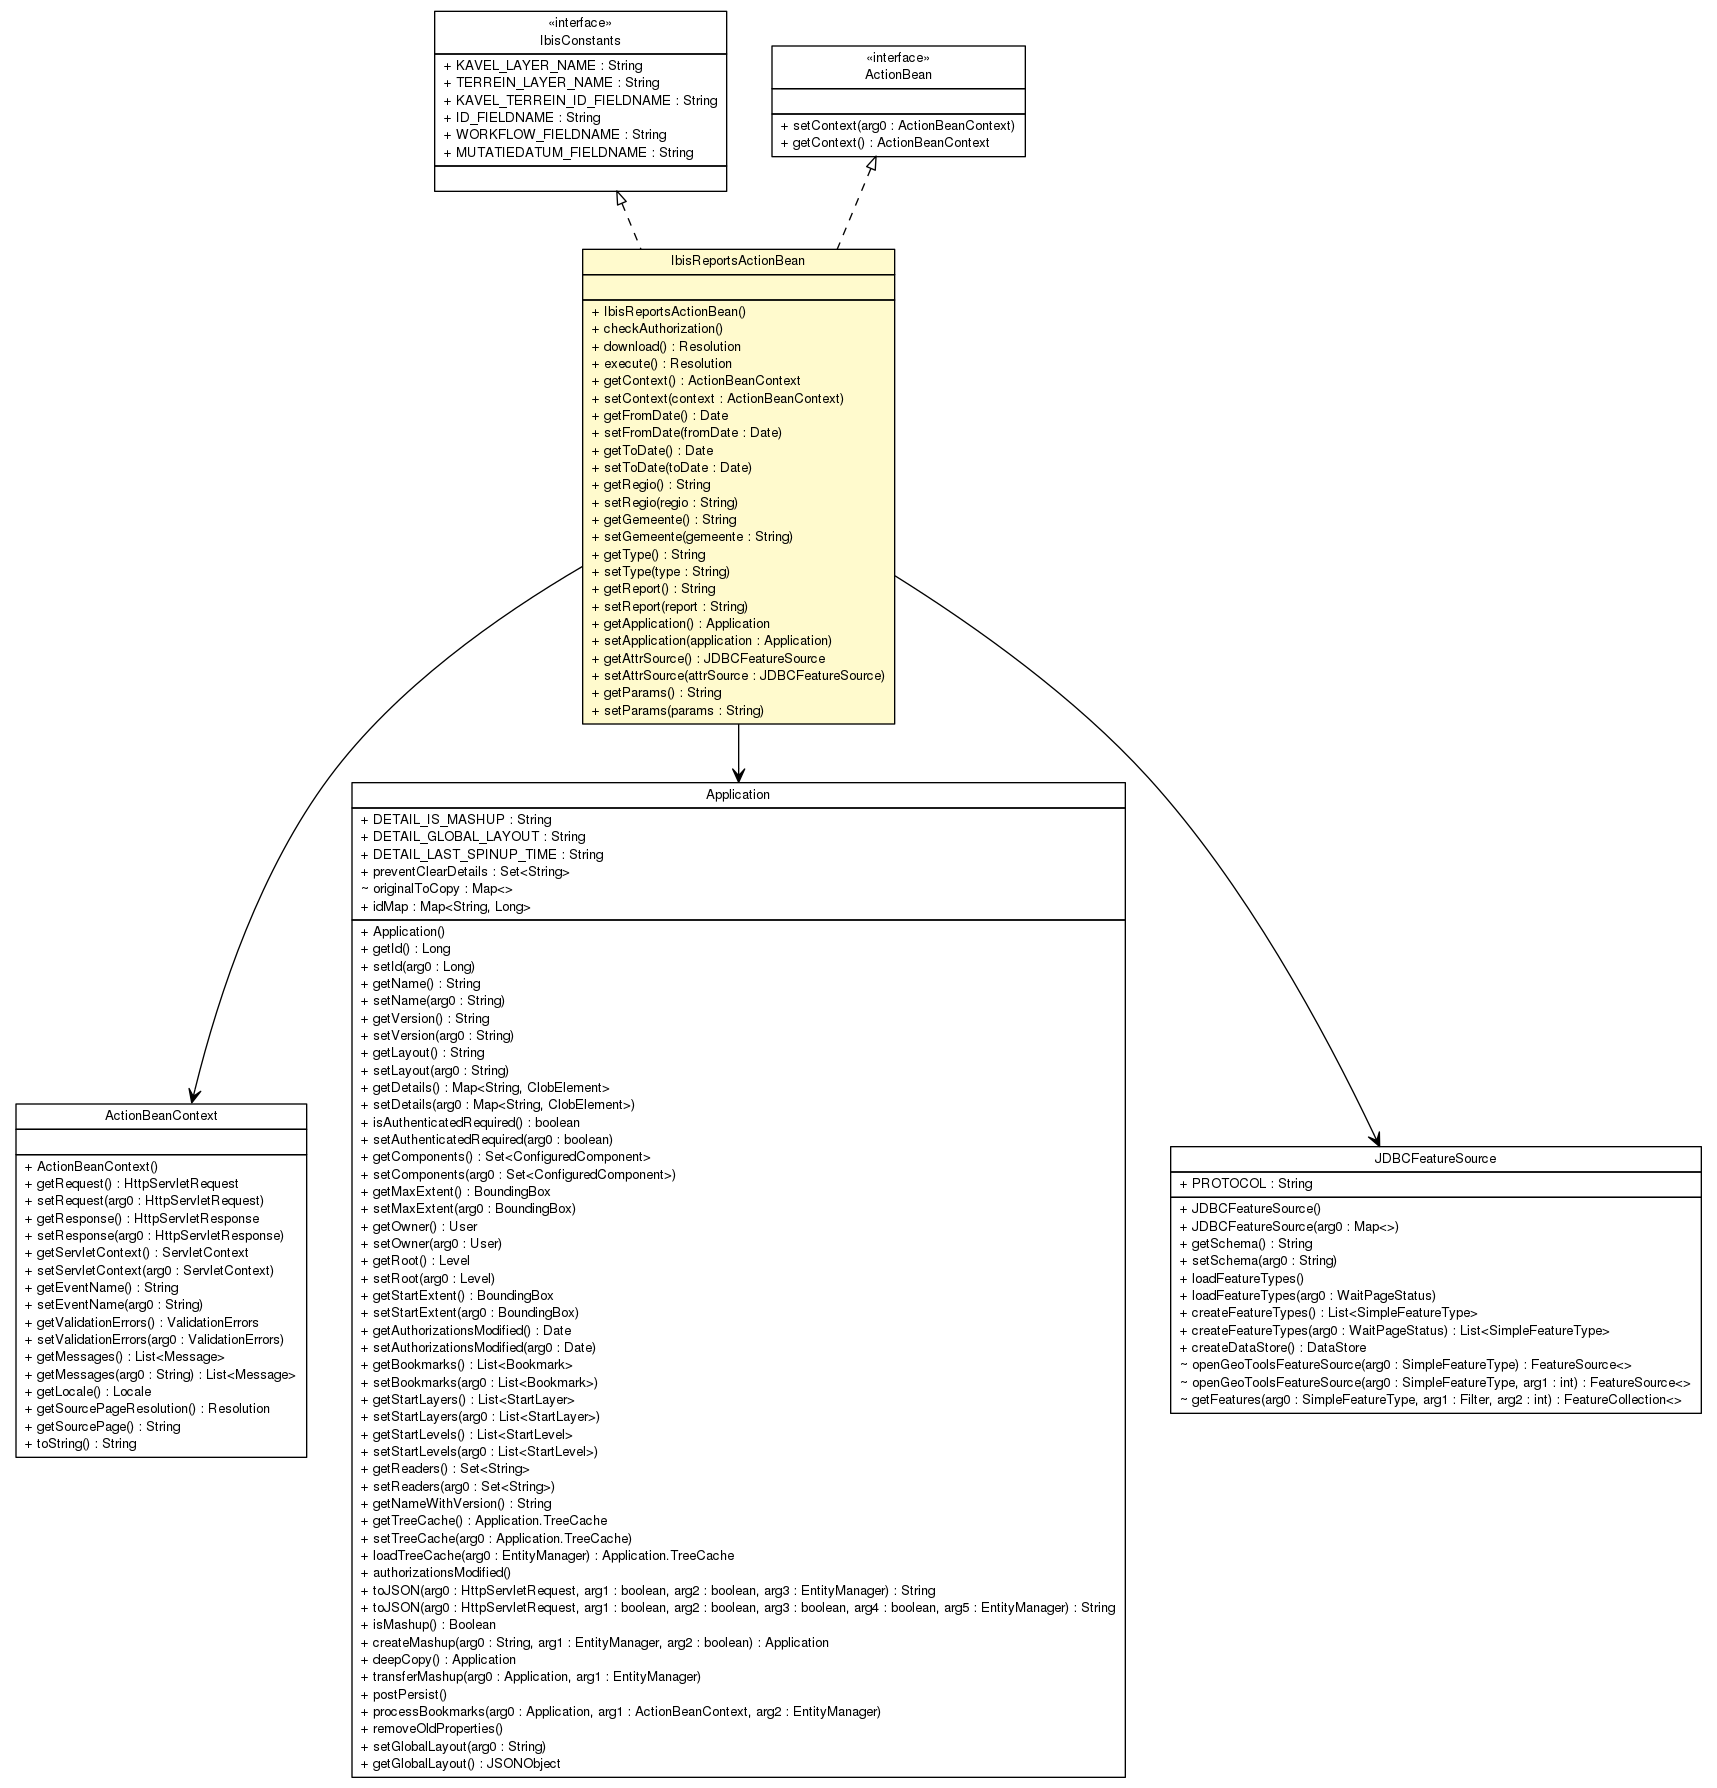 «interface»
IbisConstants
+ KAVEL_LAYER_NAME : String
+ TERREIN_LAYER_NAME : String
+ KAVEL_TERREIN_ID_FIELDNAME : String
+ ID_FIELDNAME : String
+ WORKFLOW_FIELDNAME : String
+ MUTATIEDATUM_FIELDNAME : String
«interface»
ActionBean
+ setContext(arg0 : ActionBeanContext)
+ getContext() : ActionBeanContext
IbisReportsActionBean
+ IbisReportsActionBean()
+ checkAuthorization()
+ download() : Resolution
+ execute() : Resolution
+ getContext() : ActionBeanContext
+ setContext(context : ActionBeanContext)
+ getFromDate() : Date
+ setFromDate(fromDate : Date)
+ getToDate() : Date
+ setToDate(toDate : Date)
+ getRegio() : String
+ setRegio(regio : String)
+ getGemeente() : String
+ setGemeente(gemeente : String)
+ getType() : String
+ setType(type : String)
+ getReport() : String
+ setReport(report : String)
+ getApplication() : Application
+ setApplication(application : Application)
+ getAttrSource() : JDBCFeatureSource
+ setAttrSource(attrSource : JDBCFeatureSource)
+ getParams() : String
+ setParams(params : String)
Application
+ DETAIL_IS_MASHUP : String
+ DETAIL_GLOBAL_LAYOUT : String
+ DETAIL_LAST_SPINUP_TIME : String
+ preventClearDetails : Set<String>
~ originalToCopy : Map<>
+ idMap : Map<String, Long>
+ Application()
+ getId() : Long
+ setId(arg0 : Long)
+ getName() : String
+ setName(arg0 : String)
+ getVersion() : String
+ setVersion(arg0 : String)
+ getLayout() : String
+ setLayout(arg0 : String)
+ getDetails() : Map<String, ClobElement>
+ setDetails(arg0 : Map<String, ClobElement>)
+ isAuthenticatedRequired() : boolean
+ setAuthenticatedRequired(arg0 : boolean)
+ getComponents() : Set<ConfiguredComponent>
+ setComponents(arg0 : Set<ConfiguredComponent>)
+ getMaxExtent() : BoundingBox
+ setMaxExtent(arg0 : BoundingBox)
+ getOwner() : User
+ setOwner(arg0 : User)
+ getRoot() : Level
+ setRoot(arg0 : Level)
+ getStartExtent() : BoundingBox
+ setStartExtent(arg0 : BoundingBox)
+ getAuthorizationsModified() : Date
+ setAuthorizationsModified(arg0 : Date)
+ getBookmarks() : List<Bookmark>
+ setBookmarks(arg0 : List<Bookmark>)
+ getStartLayers() : List<StartLayer>
+ setStartLayers(arg0 : List<StartLayer>)
+ getStartLevels() : List<StartLevel>
+ setStartLevels(arg0 : List<StartLevel>)
+ getReaders() : Set<String>
+ setReaders(arg0 : Set<String>)
+ getNameWithVersion() : String
+ getTreeCache() : Application.TreeCache
+ setTreeCache(arg0 : Application.TreeCache)
+ loadTreeCache(arg0 : EntityManager) : Application.TreeCache
+ authorizationsModified()
+ toJSON(arg0 : HttpServletRequest, arg1 : boolean, arg2 : boolean, arg3 : EntityManager) : String
+ toJSON(arg0 : HttpServletRequest, arg1 : boolean, arg2 : boolean, arg3 : boolean, arg4 : boolean, arg5 : EntityManager) : String
+ isMashup() : Boolean
+ createMashup(arg0 : String, arg1 : EntityManager, arg2 : boolean) : Application
+ deepCopy() : Application
+ transferMashup(arg0 : Application, arg1 : EntityManager)
+ postPersist()
+ processBookmarks(arg0 : Application, arg1 : ActionBeanContext, arg2 : EntityManager)
+ removeOldProperties()
+ setGlobalLayout(arg0 : String)
+ getGlobalLayout() : JSONObject
ActionBeanContext
+ ActionBeanContext()
+ getRequest() : HttpServletRequest
+ setRequest(arg0 : HttpServletRequest)
+ getResponse() : HttpServletResponse
+ setResponse(arg0 : HttpServletResponse)
+ getServletContext() : ServletContext
+ setServletContext(arg0 : ServletContext)
+ getEventName() : String
+ setEventName(arg0 : String)
+ getValidationErrors() : ValidationErrors
+ setValidationErrors(arg0 : ValidationErrors)
+ getMessages() : List<Message>
+ getMessages(arg0 : String) : List<Message>
+ getLocale() : Locale
+ getSourcePageResolution() : Resolution
+ getSourcePage() : String
+ toString() : String
JDBCFeatureSource
+ PROTOCOL : String
+ JDBCFeatureSource()
+ JDBCFeatureSource(arg0 : Map<>)
+ getSchema() : String
+ setSchema(arg0 : String)
+ loadFeatureTypes()
+ loadFeatureTypes(arg0 : WaitPageStatus)
+ createFeatureTypes() : List<SimpleFeatureType>
+ createFeatureTypes(arg0 : WaitPageStatus) : List<SimpleFeatureType>
+ createDataStore() : DataStore
~ openGeoToolsFeatureSource(arg0 : SimpleFeatureType) : FeatureSource<>
~ openGeoToolsFeatureSource(arg0 : SimpleFeatureType, arg1 : int) : FeatureSource<>
~ getFeatures(arg0 : SimpleFeatureType, arg1 : Filter, arg2 : int) : FeatureCollection<>